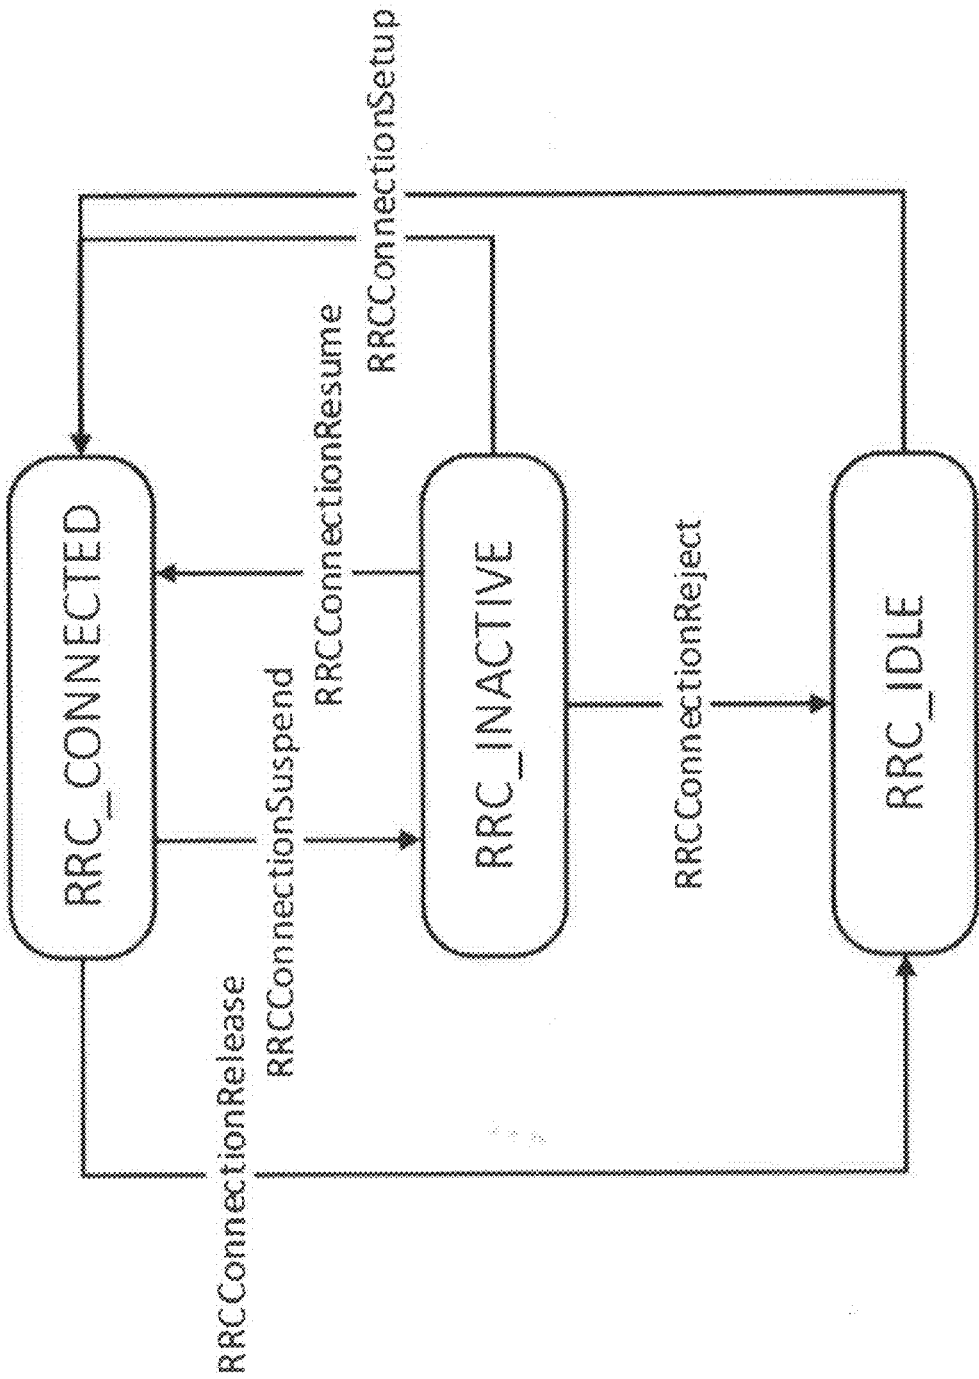 RRC_CONNECTED
RRCConnectionRelease
RRCConnectionSuspend
RRCConnectionResume
RRCConnectionSetup
RRC_INACTIVE
RRCConnectionReject
RRC_IDLE